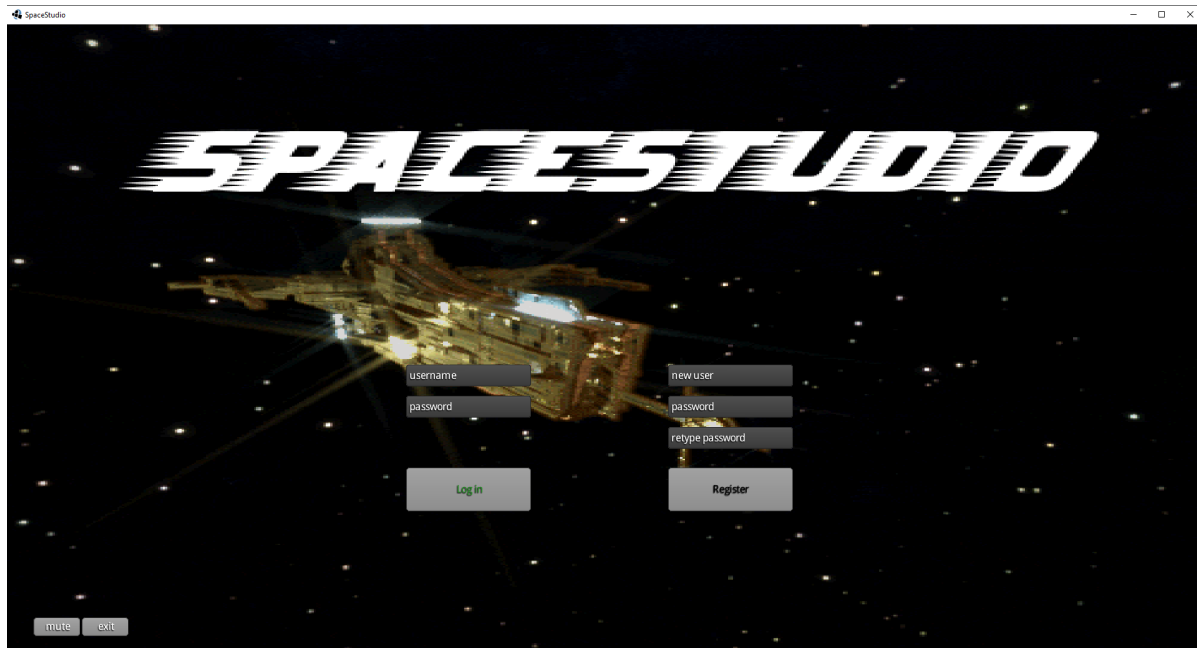 SpaceStudio
SPACESTUDIO
username
new user
password
password
retype password
Log in
Register
mute
exit